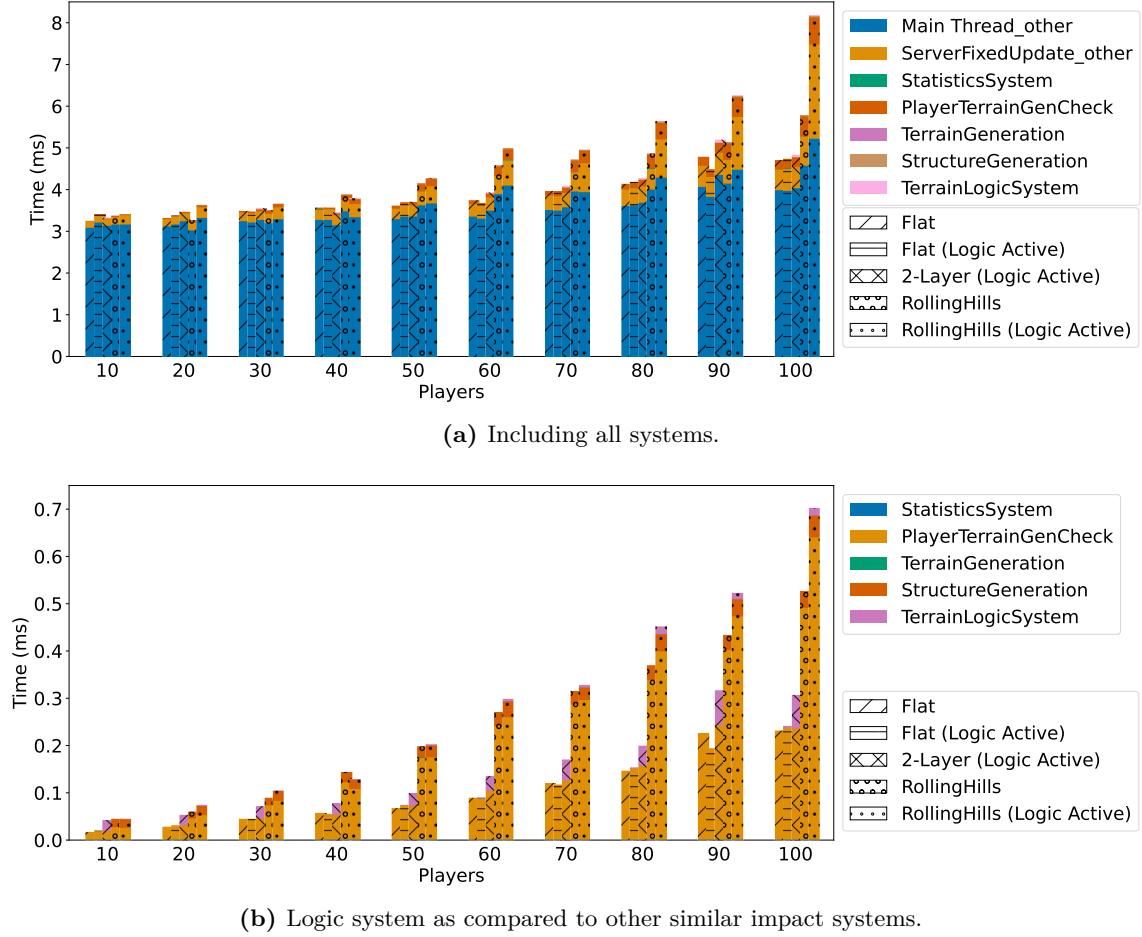 8
7
6
5
4
3
2
1
0
Time (ms)
10 20 30 40 50 60 70 80 90 100
Players
Main Thread_other
ServerFixedUpdate_other
StatisticsSystem
PlayerTerrainGenCheck
TerrainGeneration
StructureGeneration
TerrainLogicSystem
Flat
Flat (Logic Active)
2-Layer (Logic Active)
RollingHills
RollingHills (Logic Active)
(a) Including all systems.
0.7
0.6
0.5
0.4
0.3
0.2
0.1
0.0
Time (ms)
10 20 30 40 50 60 70 80 90 100
Players
StatisticsSystem
PlayerTerrainGenCheck
TerrainGeneration
StructureGeneration
TerrainLogicSystem
Flat
Flat (Logic Active)
2-Layer (Logic Active)
RollingHills
RollingHills (Logic Active)
(b) Logic system as compared to other similar impact systems.